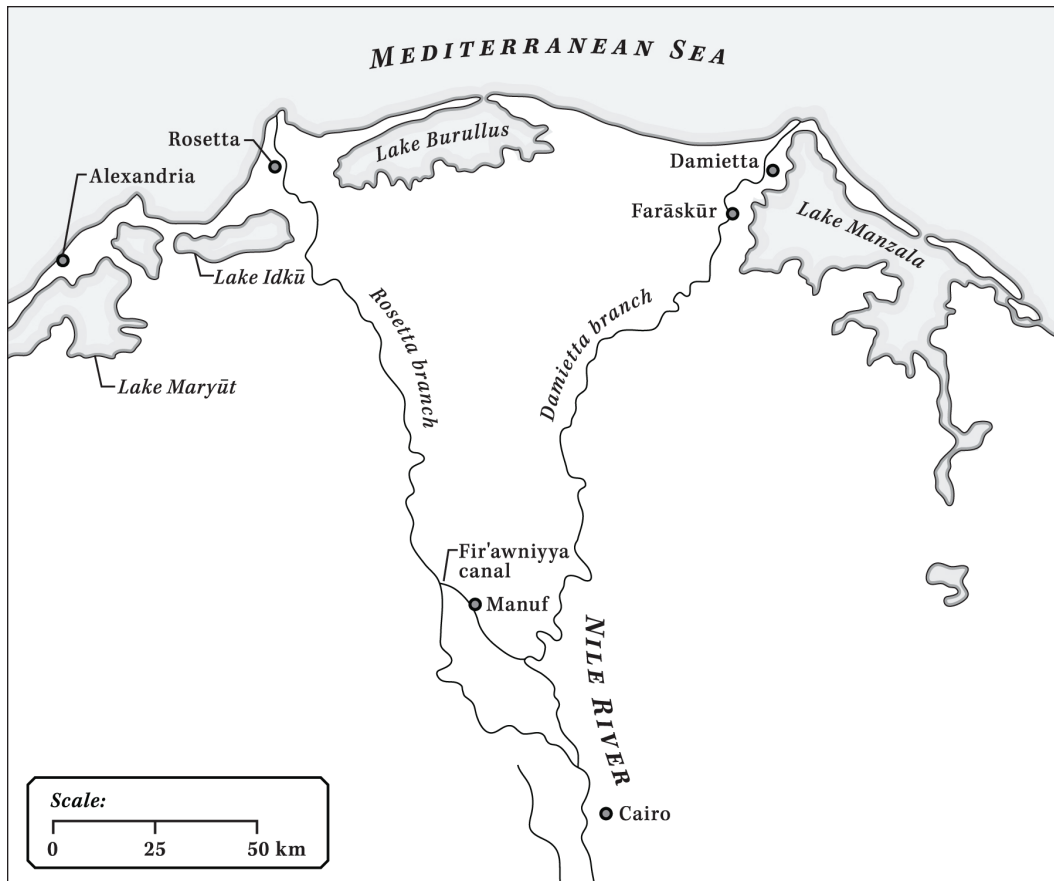 MEDITERRANEAN SEA
Rosetta
Lake Burullus
Damietta
Alexandria
Farāskūr
Lake Manzala
Lake Idkū
Rosetta branch
Damietta branch
Lake Maryūt
Fir'awniyya
canal
Manuf
NILE RIVER
Scale:
0 25 50 km
Cairo